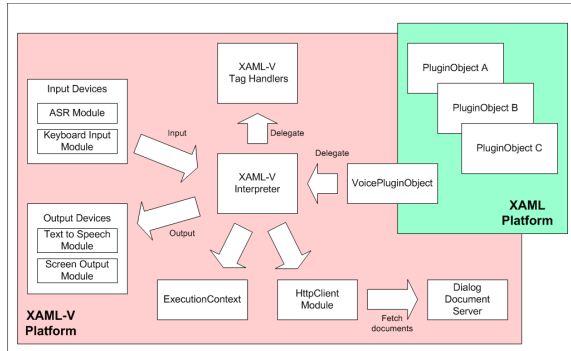 XAML-V
Tag Handlers
PluginObject A
PluginObject B
PluginObject C
Input Devices
ASR Module
Keyboard Input
Module
Input
Delegate
Delegate
XAML-V
Interpreter
VoicePluginObject
XAML
Platform
Output Devices
Text to Speech
Module
Screen Output
Module
Output
ExecutionContext
HttpClient
Module
Fetch
documents
Dialog
Document
Server
XAML-V
Platform